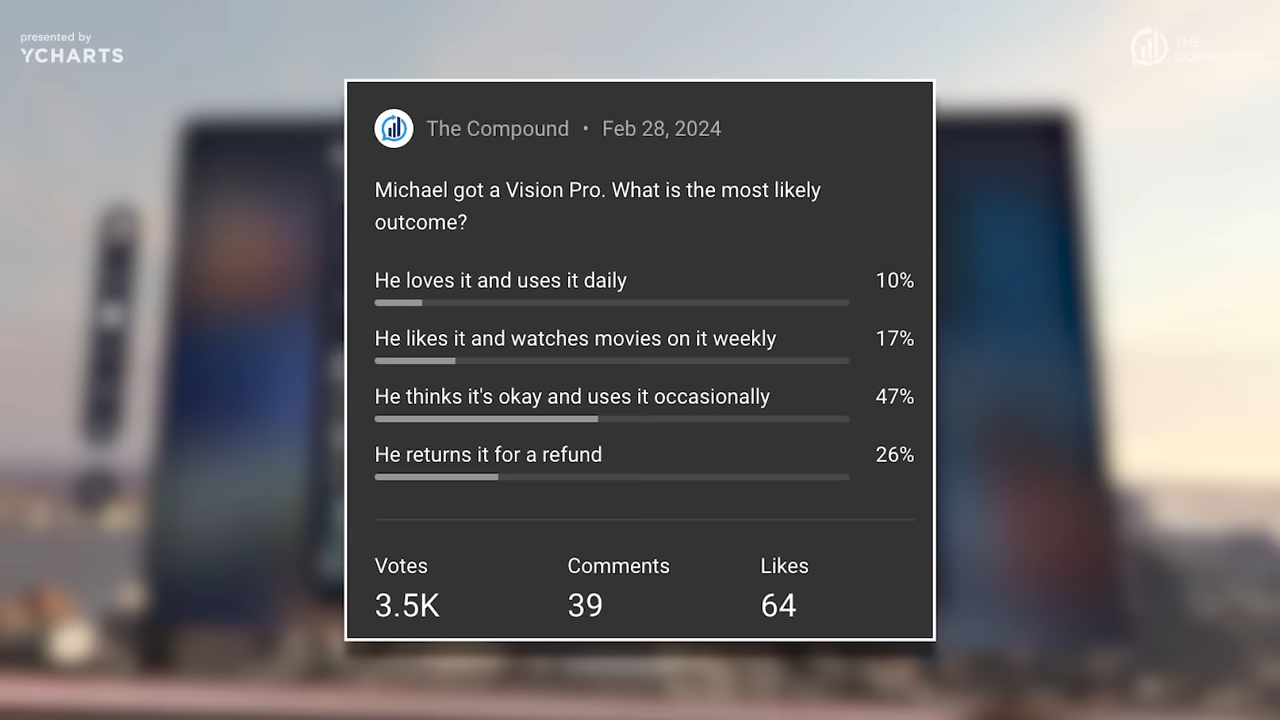 presented by
YCHARTS
THE
The Compound • Feb 28, 2024
Michael got a Vision Pro. What is the most likely
outcome?
He loves it and uses it daily 10%
He likes it and watches movies on it weekly 17%
He thinks it's okay and uses it occasionally 47%
He returns it for a refund 26%
Votes Comments Likes
3.5K 39 64